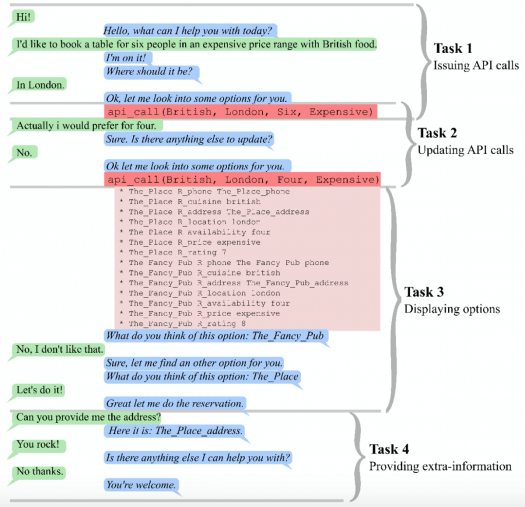 Hi!
Hello, what can I help you with today?
I'd like to book a table for six people in an expensive price range with British food.
I'm on it!
Where should it be?
In London.
Ok, let me look into some options for you.
api_call(British, London, Six, Expensive)
Task 1
Issuing API calls
Actually i would prefer for four.
Sure. Is there anything else to update?
No.
Ok let me look into some options for you.
api_call(British, London, Four, Expensive)
Task 2
Updating API calls
* The_Place R_phone The_Place_phone
* The_Place R_cuisine british
* The_Place R_address The_Place_address
* The_Place R_location london
* The_Place R_availability four
* The_Place R_price expensive
* The_Place R_rating 7
* The_Fancy_Pub R_phone The_Fancy_Pub_phone
* The_Fancy_Pub R_cuisine british
* The_Fancy_Pub R_address The_Fancy_Pub_address
* The_Fancy_Pub R_location london
* The_Fancy_Pub R_availability four
* The_Fancy_Pub R_price expensive
* The_Fancy_Pub R_rating 8
What do you think of this option: The_Fancy_Pub
No, I don't like that.
Sure, let me find an other option for you.
What do you think of this option: The_Place
Let's do it!
Great let me do the reservation.
Task 3
Displaying options
Can you provide me the address?
Here it is: The_Place_address.
You rock!
Is there anything else I can help you with?
No thanks.
You're welcome.
Task 4
Providing extra-information